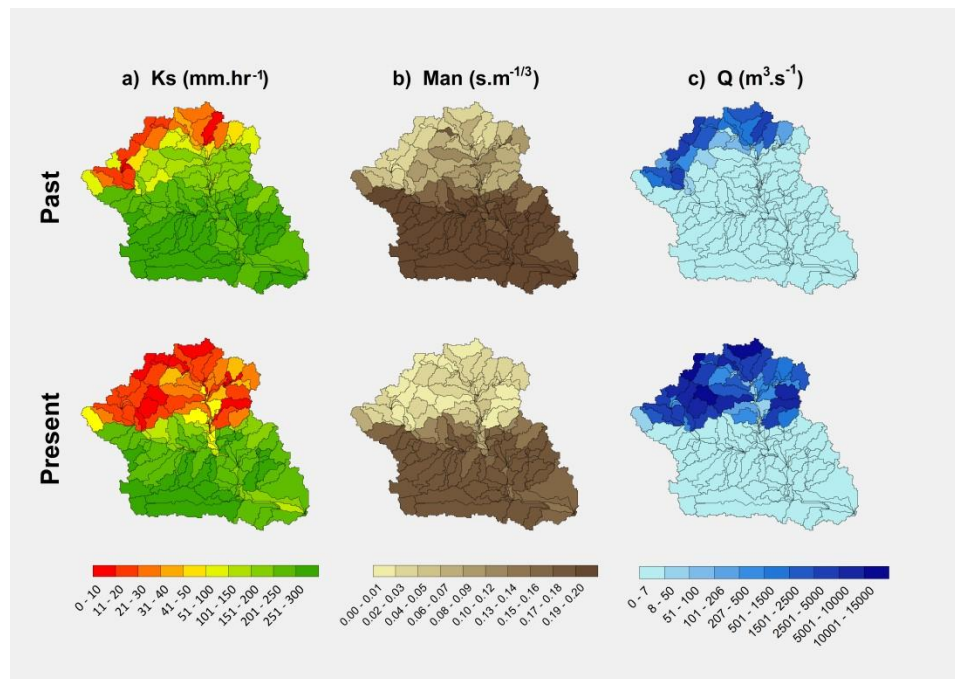 a) Ks (mm.hr⁻¹)
b) Man (s.m⁻¹/³)
c) Q (m³.s⁻¹)
Past
Present
0 - 10
11 - 20
21 - 30
31 - 40
41 - 50
51 - 100
101 - 150
151 - 200
201 - 250
251 - 300
0.00 - 0.01
0.02 - 0.03
0.04 - 0.05
0.06 - 0.07
0.08 - 0.09
0.10 - 0.12
0.13 - 0.14
0.15 - 0.16
0.17 - 0.18
0.19 - 0.20
0 - 7
8 - 50
51 - 100
101 - 206
207 - 500
501 - 1500
1501 - 2500
2501 - 5000
5001 - 10000
10001 - 15000